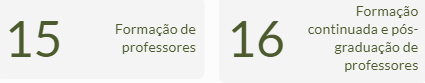 15
Formação de
professores
16
Formação
continuada e pós-
graduação de
professores